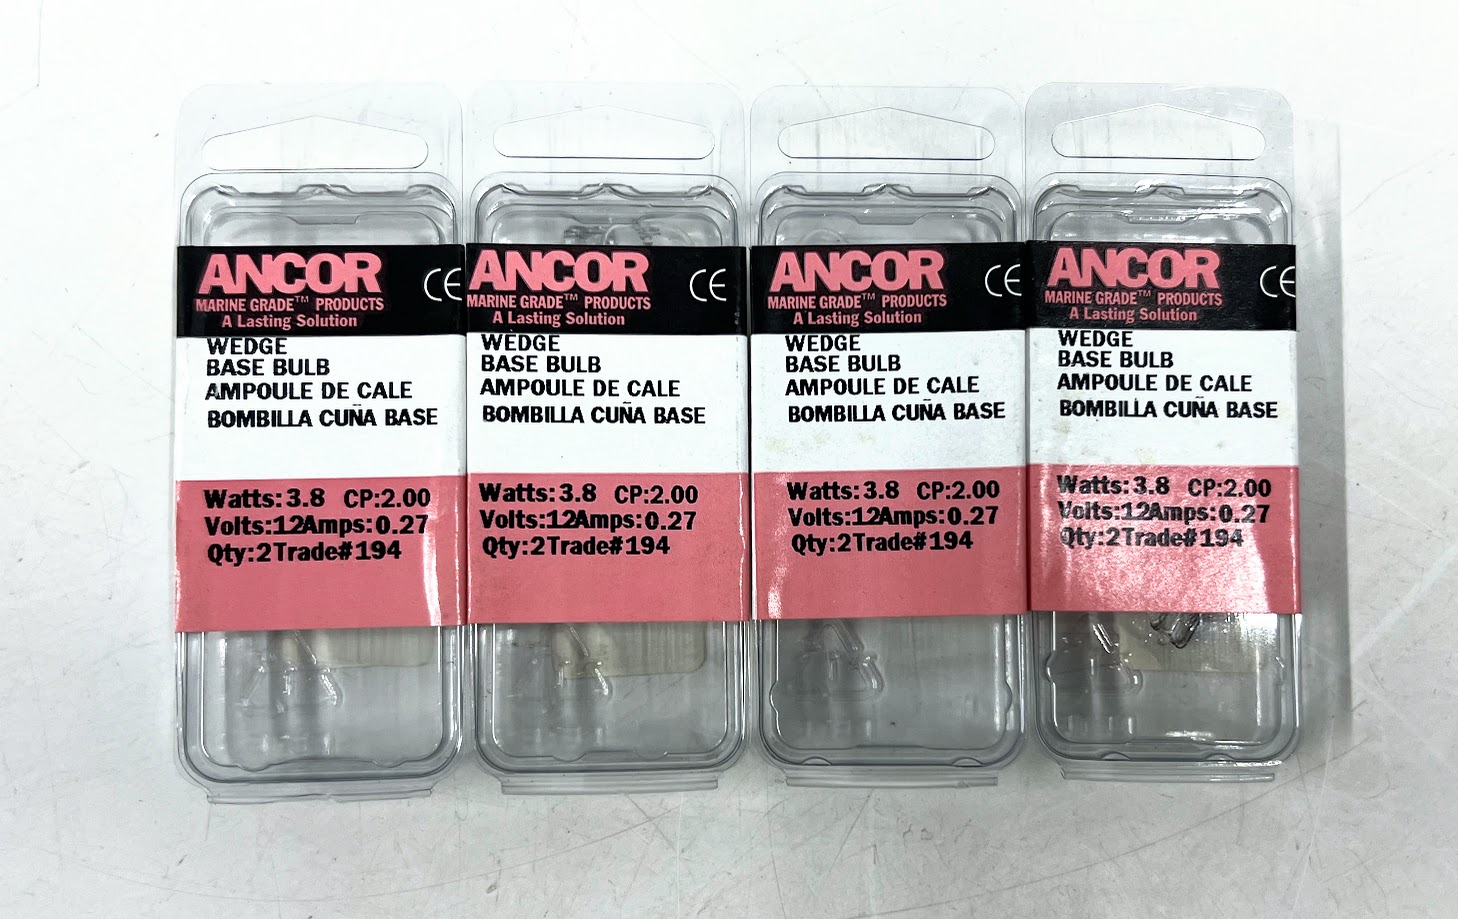 ANCOR
MARINE GRADE™ PRODUCTS
A Lasting Solution
CE
WEDGE
BASE BULB
AMPOULE DE CALE
BOMBILLA CUÑA BASE
Watts:3.8 CP:2.00
Volts:12Amps:0.27
Qty:2Trade#194
ANCOR
MARINE GRADE™ PRODUCTS
A Lasting Solution
CE
WEDGE
BASE BULB
AMPOULE DE CALE
BOMBILLA CUÑA BASE
Watts:3.8 CP:2.00
Volts:12Amps:0.27
Qty:2Trade#194
ANCOR
MARINE GRADE™ PRODUCTS
A Lasting Solution
CE
WEDGE
BASE BULB
AMPOULE DE CALE
BOMBILLA CUÑA BASE
Watts:3.8 CP:2.00
Volts:12Amps:0.27
Qty:2Trade#194
ANCOR
MARINE GRADE™ PRODUCTS
A Lasting Solution
CE
WEDGE
BASE BULB
AMPOULE DE CALE
BOMBILLA CUÑA BASE
Watts:3.8 CP:2.00
Volts:12Amps:0.27
Qty:2Trade#194